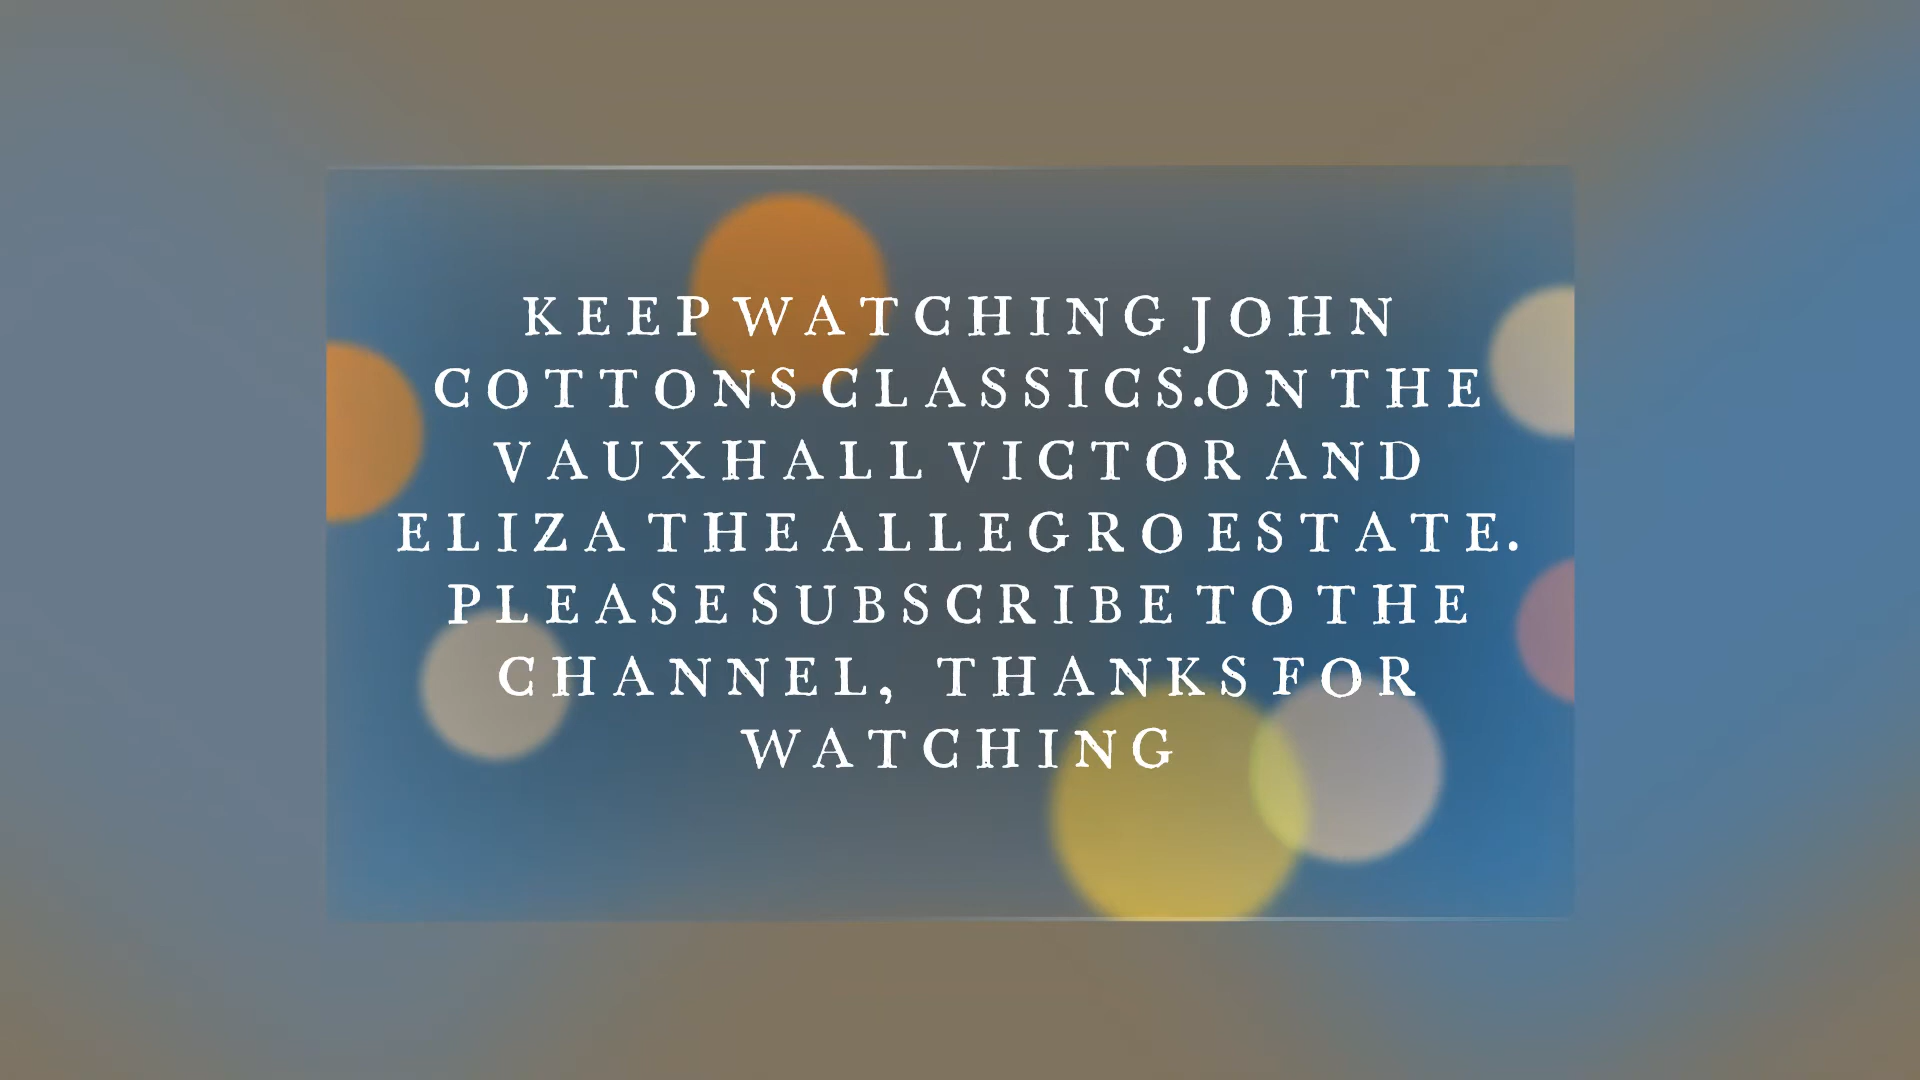 KEEP WATCHING JOHN
COTTONS CLASSICS.ON THE
VAUXHALL VICTOR AND
ELIZA THE ALLEGRO ESTATE.
PLEASE SUBSCRIBE TO THE
CHANNEL, THANKS FOR
WATCHING